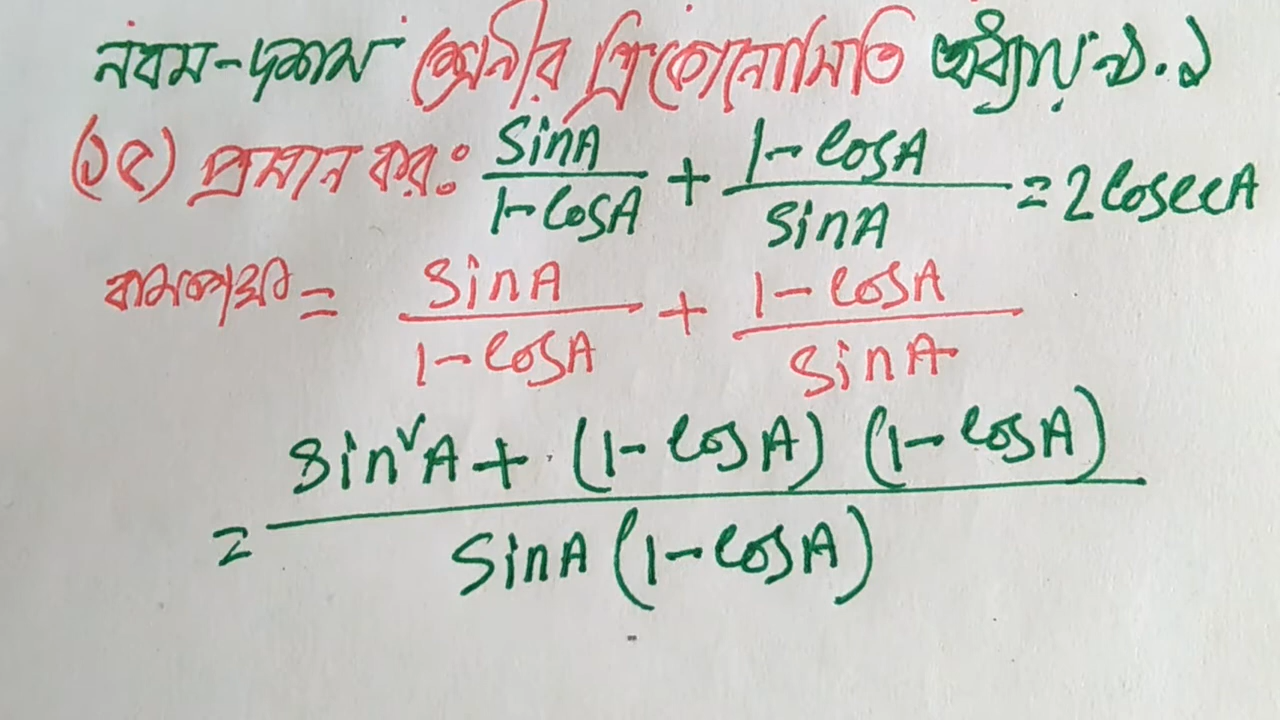 নবম-দশম শ্রেনীর ত্রিকোনোমিতি অধ্যায়-৯.১
(১৫) প্রমান কর: sinA/(1-cosA) + (1-cosA)/sinA = 2cosecA
বামপক্ষ = sinA/(1-cosA) + (1-cosA)/sinA
= (sin²A + (1-cosA)(1-cosA))/(sinA(1-cosA))